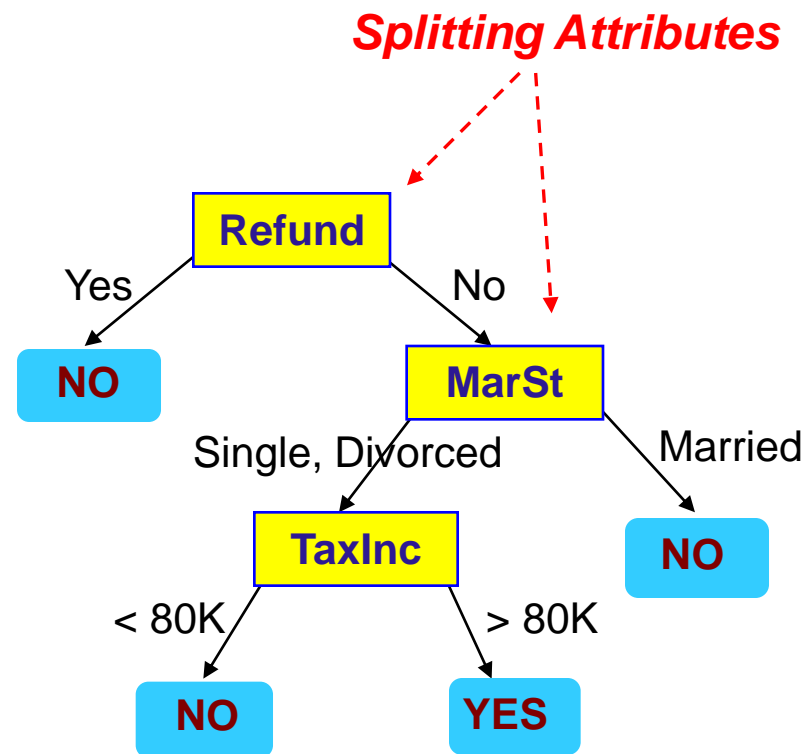 Splitting Attributes
Refund
Yes
No
NO
MarSt
Single, Divorced
Married
TaxInc
NO
< 80K
> 80K
NO
YES